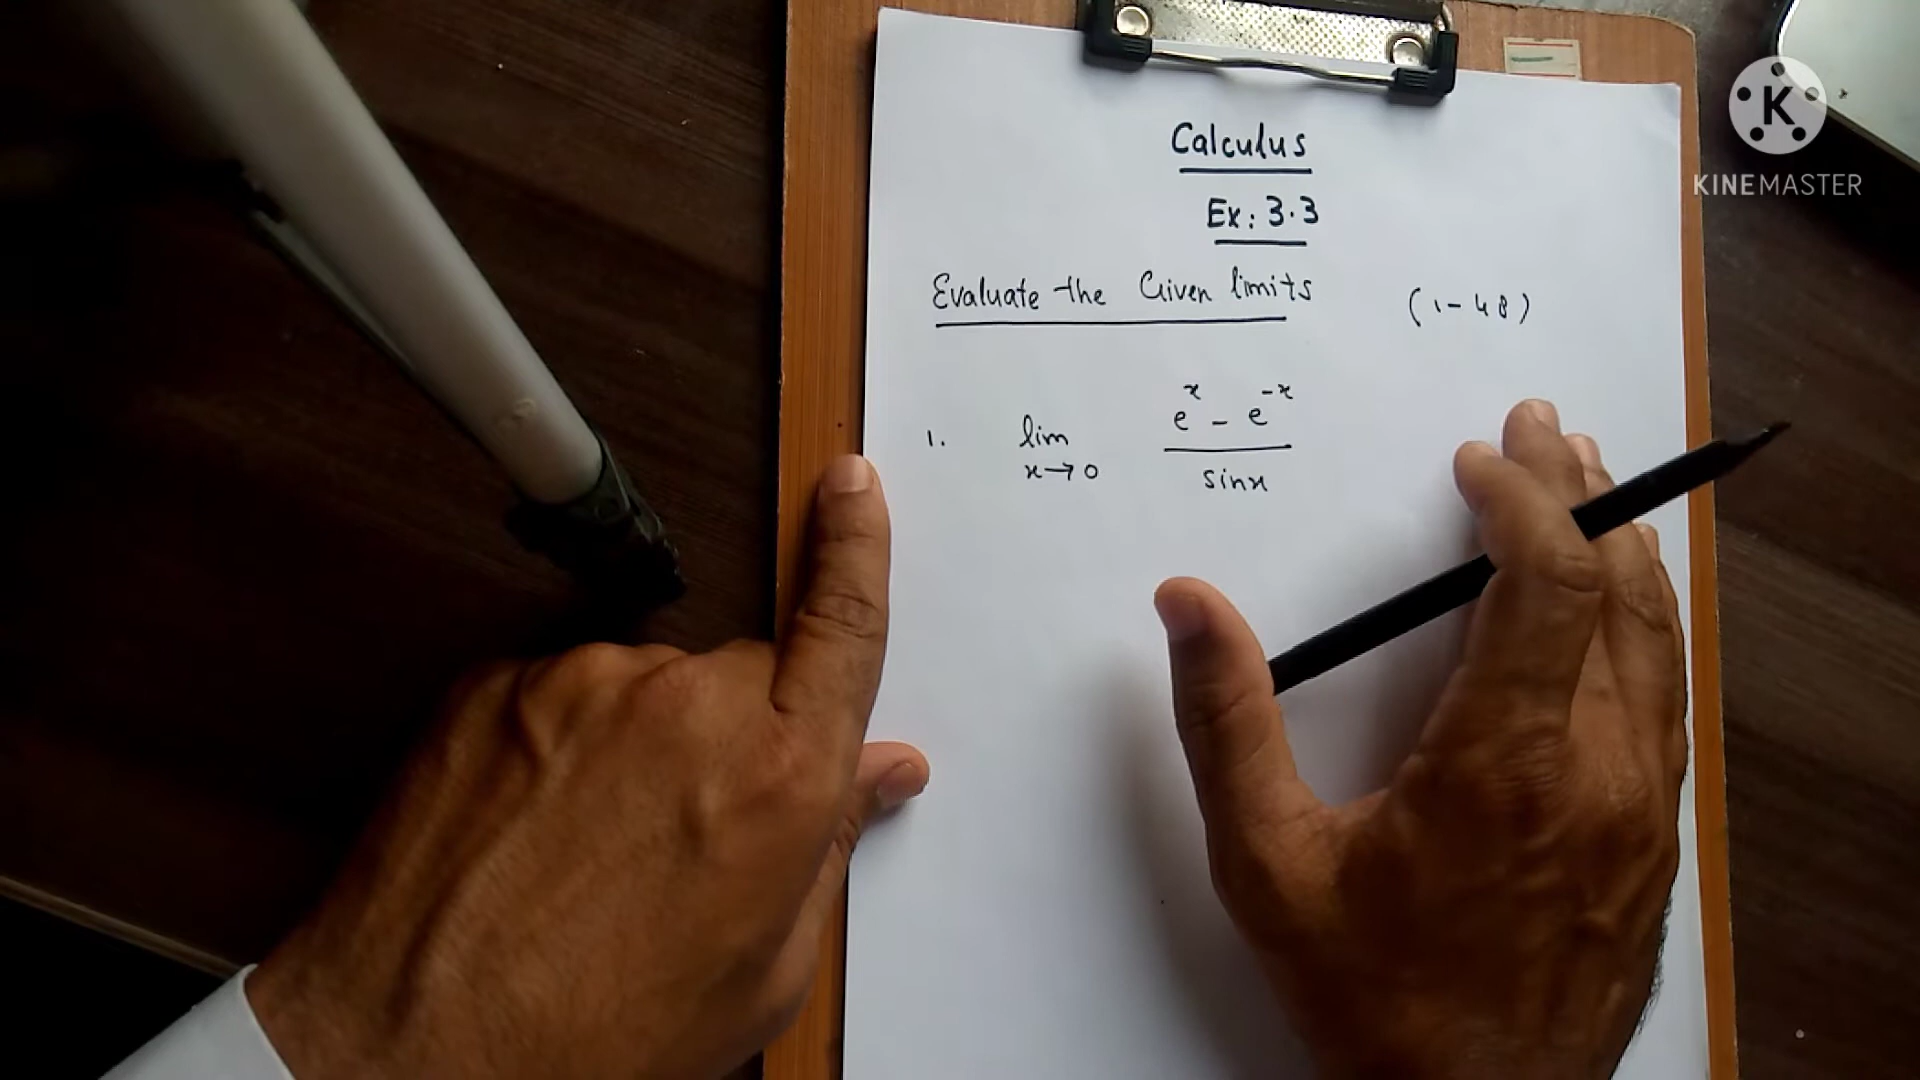 Calculus
Ex: 3.3
Evaluate the Given limits (1-48)
1. lim x→0 e^x - e^-x / sinx
K
KINEMASTER